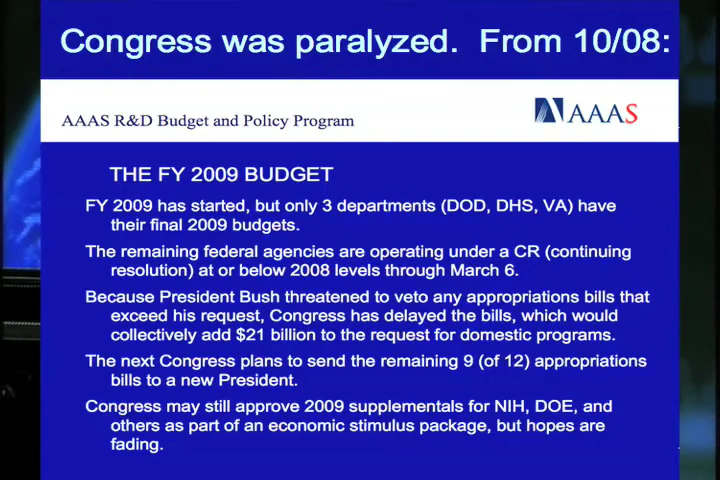 Congress was paralyzed. From 10/08:
AAAS R&D Budget and Policy Program
AAAS
THE FY 2009 BUDGET
FY 2009 has started, but only 3 departments (DOD, DHS, VA) have
their final 2009 budgets.
The remaining federal agencies are operating under a CR (continuing
resolution) at or below 2008 levels through March 6.
Because President Bush threatened to veto any appropriations bills that
exceed his request, Congress has delayed the bills, which would
collectively add $21 billion to the request for domestic programs.
The next Congress plans to send the remaining 9 (of 12) appropriations
bills to a new President.
Congress may still approve 2009 supplementals for NIH, DOE, and
others as part of an economic stimulus package, but hopes are
fading.